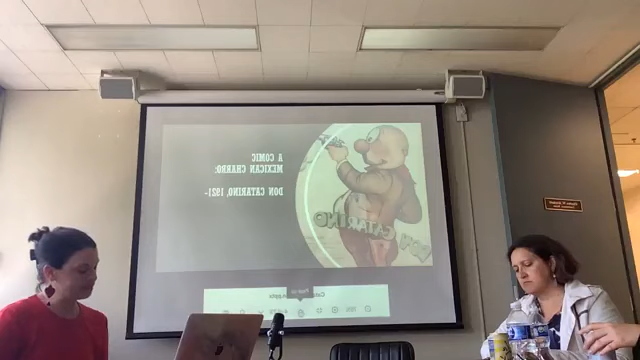 A COMIC
MEXICAN CHARRO:
DON CATARINO, 1921-
DON
CATARINO